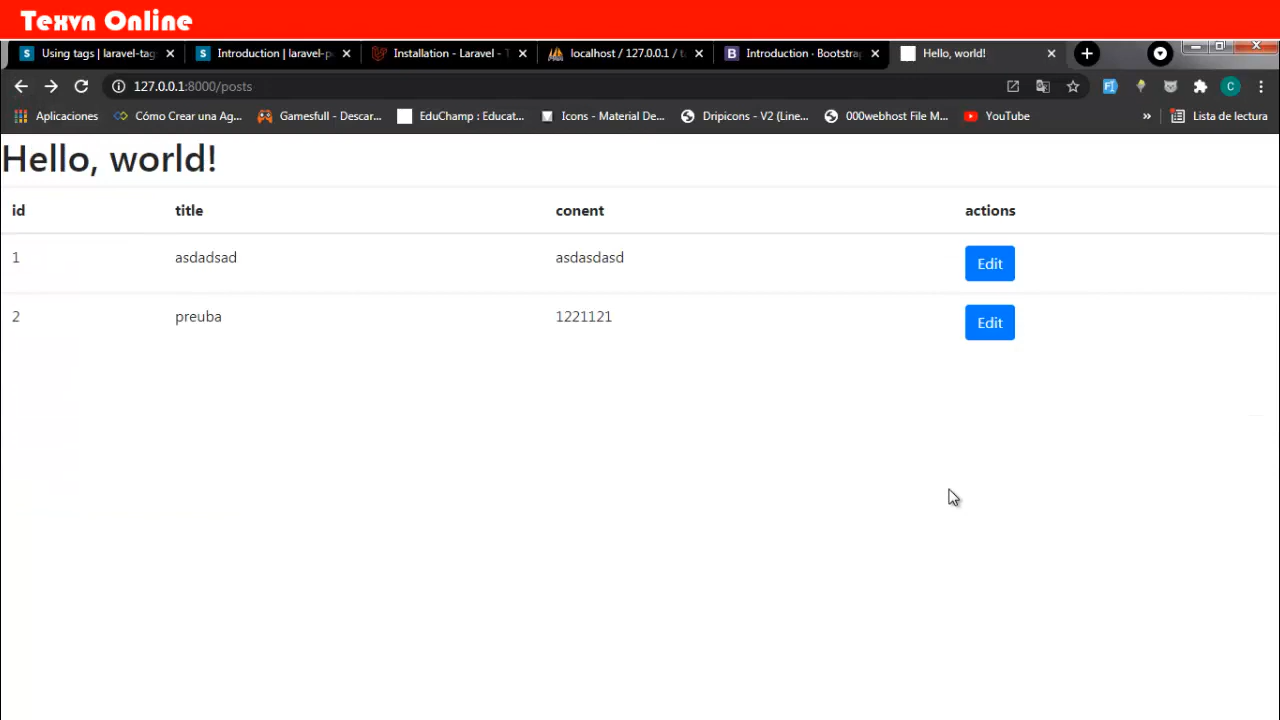 Texvn Online
Using tags | laravel-tag
Introduction | laravel-p
Installation - Laravel - T
localhost / 127.0.0.1 / t
Introduction · Bootstrap
Hello, world!
127.0.0.1:8000/posts
Aplicaciones
Cómo Crear una Ag...
Gamesfull - Descar...
EduChamp : Educat...
Icons - Material De...
Dripicons - V2 (Line...
000webhost File M...
YouTube
»
Lista de lectura
Hello, world!
id title conent actions
1 asdadsad asdasdasd Edit
2 preuba 1221121 Edit